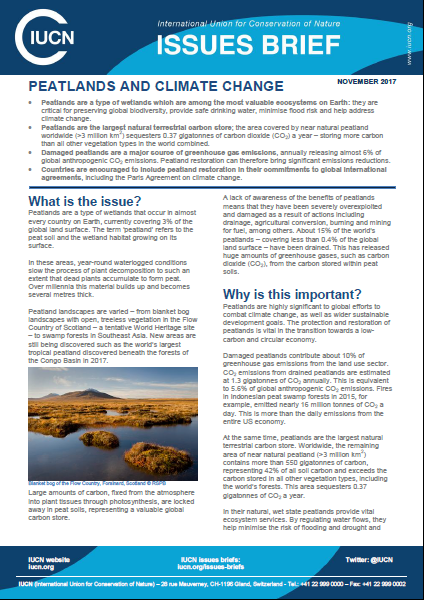 IUCN
International Union for Conservation of Nature
ISSUES BRIEF
www.iucn.org
NOVEMBER 2017
PEATLANDS AND CLIMATE CHANGE
• Peatlands are a type of wetlands which are among the most valuable ecosystems on Earth: they are
critical for preserving global biodiversity, provide safe drinking water, minimise flood risk and help address
climate change.
• Peatlands are the largest natural terrestrial carbon store; the area covered by near natural peatland
worldwide (>3 million km²) sequesters 0.37 gigatonnes of carbon dioxide (CO₂) a year – storing more carbon
than all other vegetation types in the world combined.
• Damaged peatlands are a major source of greenhouse gas emissions, annually releasing almost 6% of
global anthropogenic CO₂ emissions. Peatland restoration can therefore bring significant emissions reductions.
• Countries are encouraged to include peatland restoration in their commitments to global international
agreements, including the Paris Agreement on climate change.
What is the issue?
Peatlands are a type of wetlands that occur in almost
every country on Earth, currently covering 3% of the
global land surface. The term 'peatland' refers to the
peat soil and the wetland habitat growing on its
surface.
In these areas, year-round waterlogged conditions
slow the process of plant decomposition to such an
extent that dead plants accumulate to form peat.
Over millennia this material builds up and becomes
several metres thick.
Peatland landscapes are varied – from blanket bog
landscapes with open, treeless vegetation in the Flow
Country of Scotland – a tentative World Heritage site
– to swamp forests in Southeast Asia. New areas are
still being discovered such as the world's largest
tropical peatland discovered beneath the forests of
the Congo Basin in 2017.
Blanket bog of the Flow Country, Forsinard, Scotland © RSPB
Large amounts of carbon, fixed from the atmosphere
into plant tissues through photosynthesis, are locked
away in peat soils, representing a valuable global
carbon store.
A lack of awareness of the benefits of peatlands
means that they have been severely overexploited
and damaged as a result of actions including
drainage, agricultural conversion, burning and mining
for fuel, among others. About 15% of the world's
peatlands – covering less than 0.4% of the global
land surface – have been drained. This has released
huge amounts of greenhouse gases, such as carbon
dioxide (CO₂), from the carbon stored within peat
soils.
Why is this important?
Peatlands are highly significant to global efforts to
combat climate change, as well as wider sustainable
development goals. The protection and restoration of
peatlands is vital in the transition towards a low-
carbon and circular economy.
Damaged peatlands contribute about 10% of
greenhouse gas emissions from the land use sector.
CO₂ emissions from drained peatlands are estimated
at 1.3 gigatonnes of CO₂ annually. This is equivalent
to 5.6% of global anthropogenic CO₂ emissions. Fires
in Indonesian peat swamp forests in 2015, for
example, emitted nearly 16 million tonnes of CO₂ a
day. This is more than the daily emissions from the
entire US economy.
At the same time, peatlands are the largest natural
terrestrial carbon store. Worldwide, the remaining
area of near natural peatland (>3 million km²)
contains more than 550 gigatonnes of carbon,
representing 42% of all soil carbon and exceeds the
carbon stored in all other vegetation types, including
the world's forests. This area sequesters 0.37
gigatonnes of CO₂ a year.
In their natural, wet state peatlands provide vital
ecosystem services. By regulating water flows, they
help minimise the risk of flooding and drought and
IUCN website
iucn.org
IUCN issues briefs:
iucn.org/issues-briefs
Twitter: @IUCN
IUCN (International Union for Conservation of Nature) – 28 rue Mauverney, CH-1196 Gland, Switzerland - Tel.: +41 22 999 0000 – Fax: +41 22 999 0002